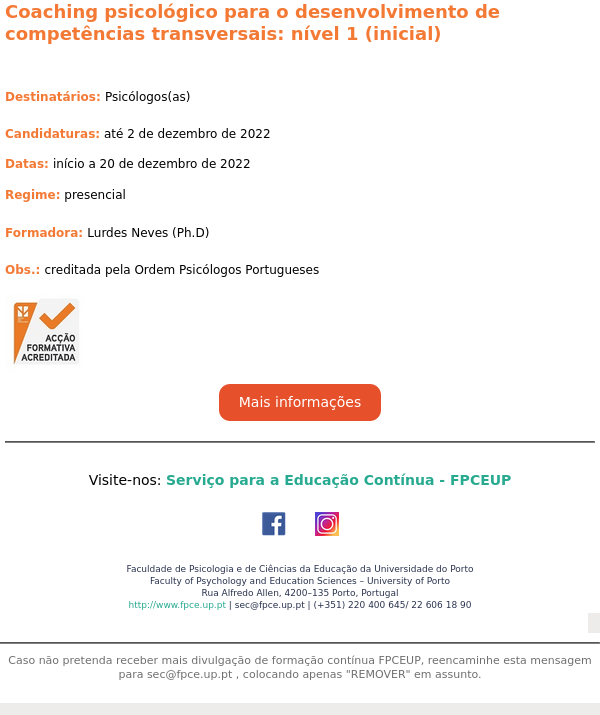 Coaching psicológico para o desenvolvimento de
competências transversais: nível 1 (inicial)
Destinatários: Psicólogos(as)
Candidaturas: até 2 de dezembro de 2022
Datas: início a 20 de dezembro de 2022
Regime: presencial
Formadora: Lurdes Neves (Ph.D)
Obs.: creditada pela Ordem Psicólogos Portugueses
ACÇÃO
FORMATIVA
ACREDITADA
Mais informações
Visite-nos: Serviço para a Educação Contínua - FPCEUP
Faculdade de Psicologia e de Ciências da Educação da Universidade do Porto
Faculty of Psychology and Education Sciences – University of Porto
Rua Alfredo Allen, 4200–135 Porto, Portugal
http://www.fpce.up.pt | sec@fpce.up.pt | (+351) 220 400 645/ 22 606 18 90
Caso não pretenda receber mais divulgação de formação contínua FPCEUP, reencaminhe esta mensagem
para sec@fpce.up.pt , colocando apenas "REMOVER" em assunto.